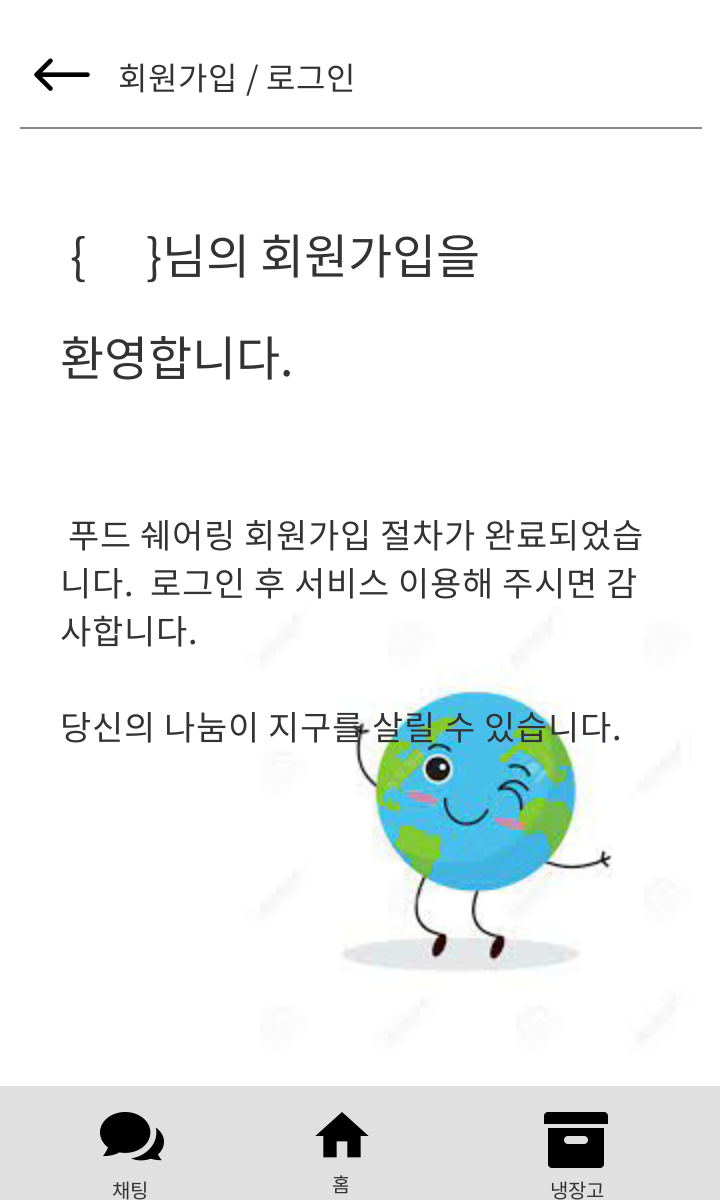 회원가입 / 로그인
{ }님의 회원가입을
환영합니다.
푸드 쉐어링 회원가입 절차가 완료되었습
니다. 로그인 후 서비스 이용해 주시면 감
사합니다.
당신의 나눔이 지구를 살릴 수 있습니다.
채팅 홈 냉장고